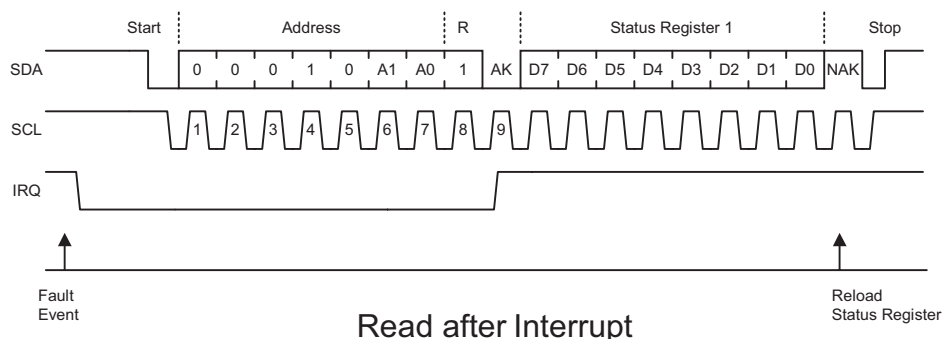 Start Address R Status Register 1 Stop
SDA 0 0 0 1 0 A1 A0 1 AK D7 D6 D5 D4 D3 D2 D1 D0 NAK
SCL 1 2 3 4 5 6 7 8 9
IRQ
Fault
Event
Reload
Status Register
Read after Interrupt